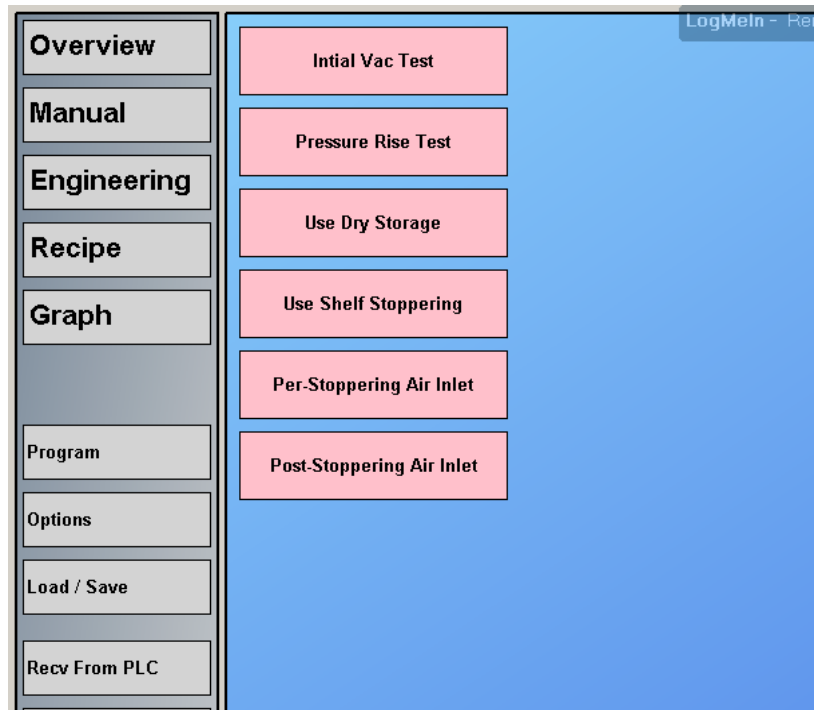 Overview
Manual
Engineering
Recipe
Graph
Program
Options
Load / Save
Recv From PLC
Intial Vac Test
Pressure Rise Test
Use Dry Storage
Use Shelf Stoppering
Per-Stoppering Air Inlet
Post-Stoppering Air Inlet
LogMeIn -